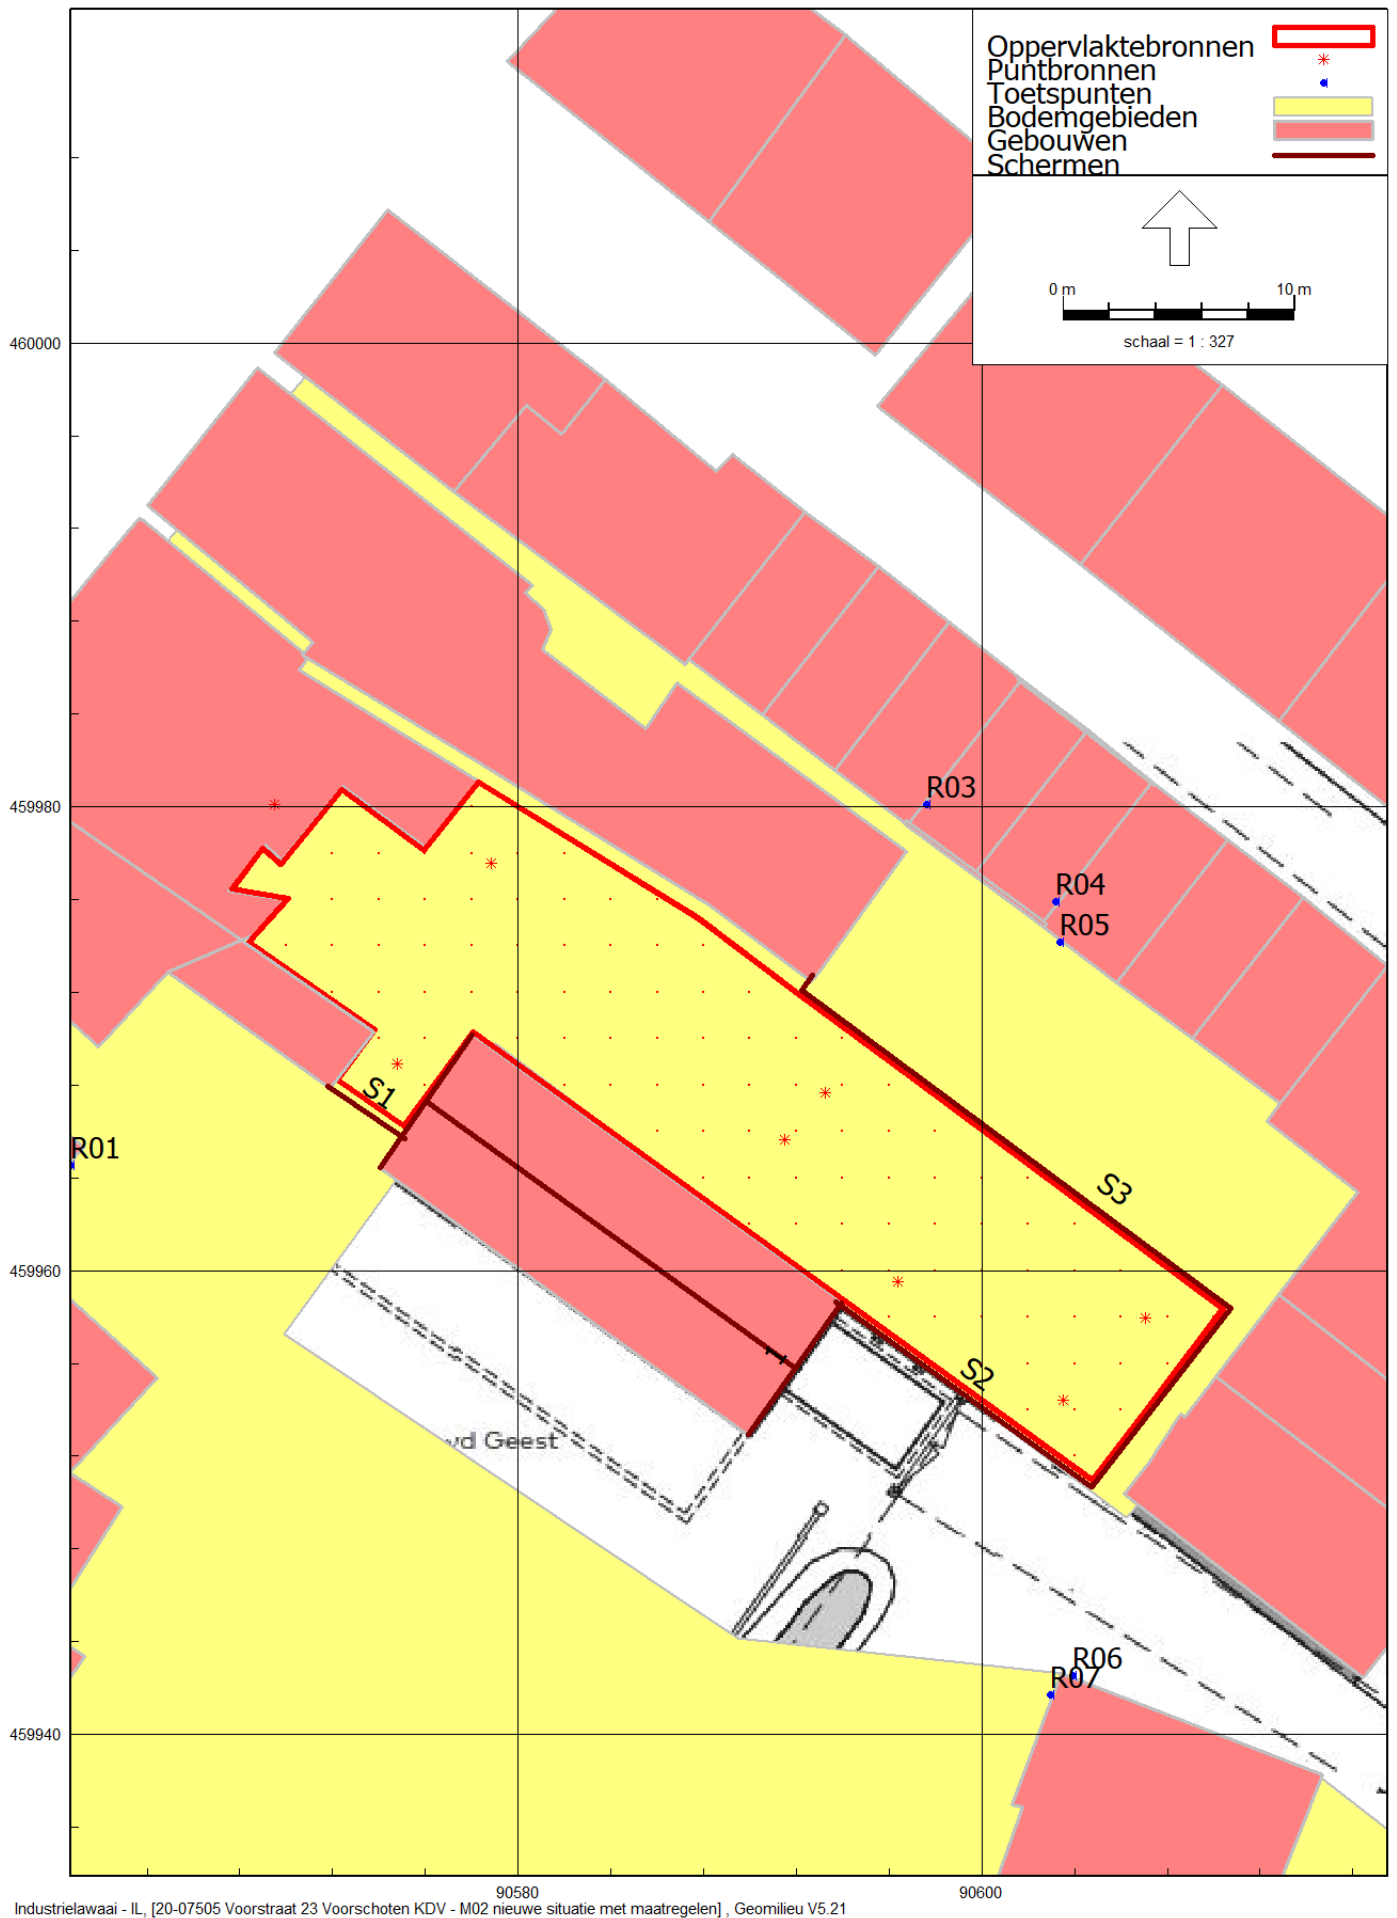 Oppervlaktebronnen
Puntbronnen
Toetspunten
Bodemgebieden
Gebouwen
Schermen
0 m 10 m
schaal = 1 : 327
460000
R03
459980
R04
R05
S1
R01
S3
459960
S2
vd Geest
R06
R07
459940
90580 90600
Industrielawaai - IL, [20-07505 Voorstraat 23 Voorschoten KDV - M02 nieuwe situatie met maatregelen] , Geomilieu V5.21